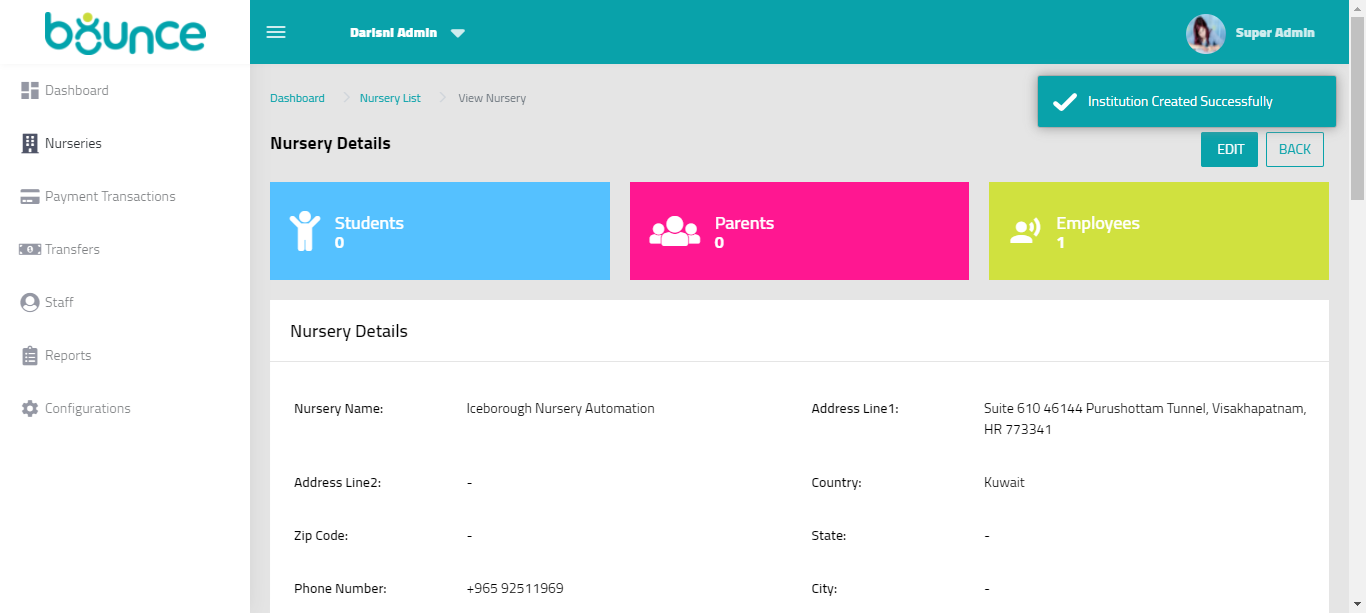 bounce
Darisni Admin
Super Admin
Dashboard
Nurseries
Payment Transactions
Transfers
Staff
Reports
Configurations
Dashboard
Nursery List
View Nursery
Institution Created Successfully
Nursery Details
EDIT
BACK
Students
0
Parents
0
Employees
1
Nursery Details
Nursery Name:
Iceborough Nursery Automation
Address Line1:
Suite 610 46144 Purushottam Tunnel, Visakhapatnam,
HR 773341
Address Line2:
-
Country:
Kuwait
Zip Code:
-
State:
-
Phone Number:
+965 92511969
City:
-